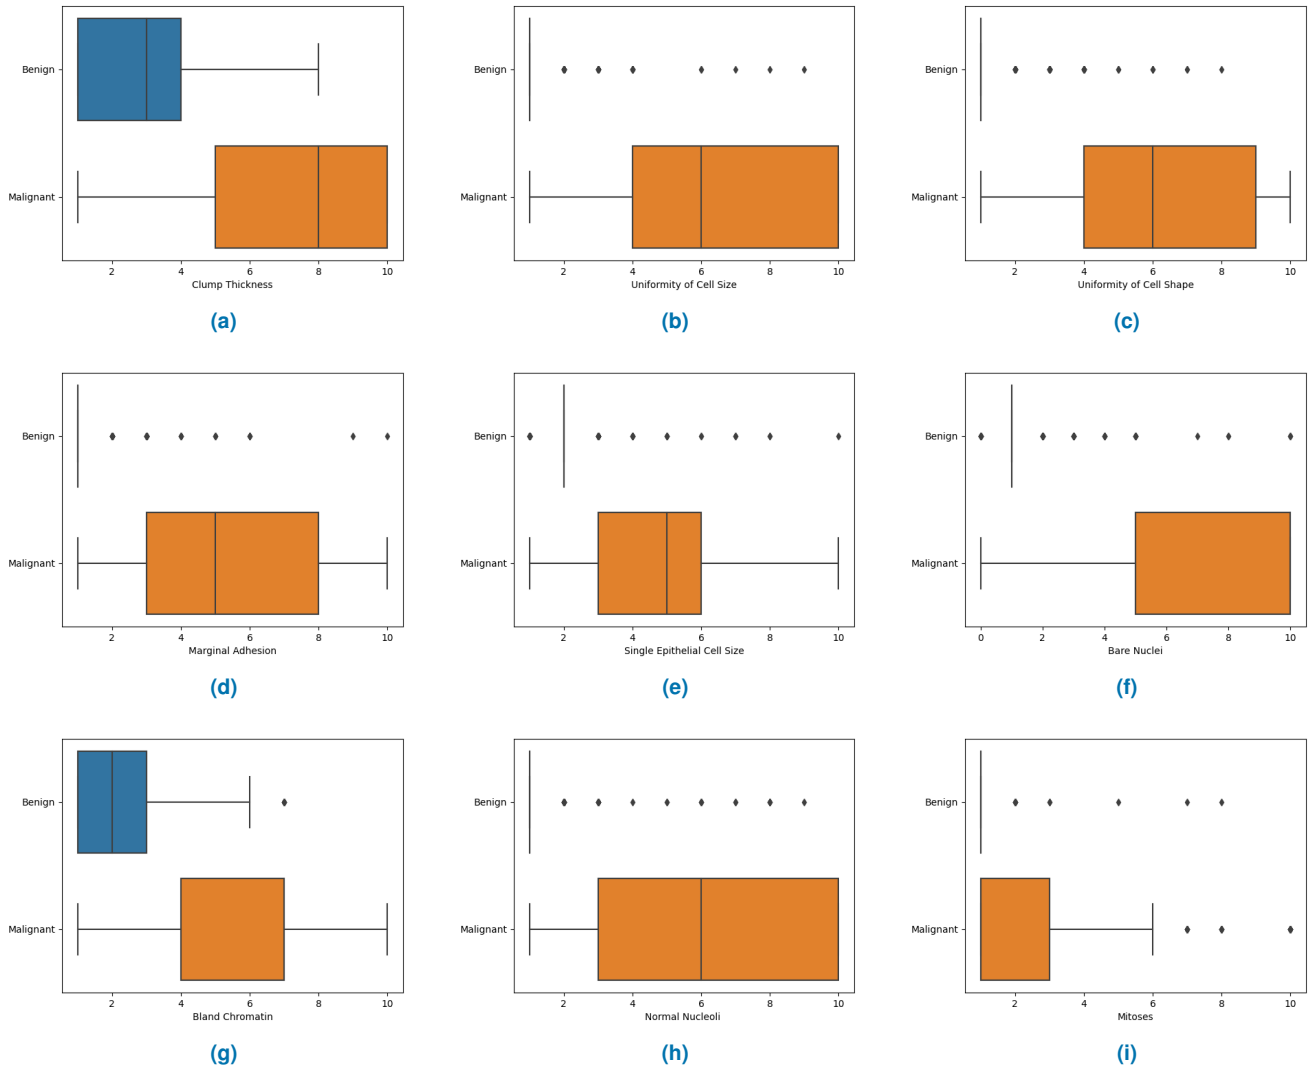 Benign Benign Benign
Malignant Malignant Malignant
2 4 6 8 10 2 4 6 8 10 2 4 6 8 10
Clump Thickness Uniformity of Cell Size Uniformity of Cell Shape
(a) (b) (c)
Benign Benign Benign
Malignant Malignant Malignant
2 4 6 8 10 2 4 6 8 10 0 2 4 6 8 10
Marginal Adhesion Single Epithelial Cell Size Bare Nuclei
(d) (e) (f)
Benign Benign Benign
Malignant Malignant Malignant
2 4 6 8 10 2 4 6 8 10 2 4 6 8 10
Bland Chromatin Normal Nucleoli Mitoses
(g) (h) (i)